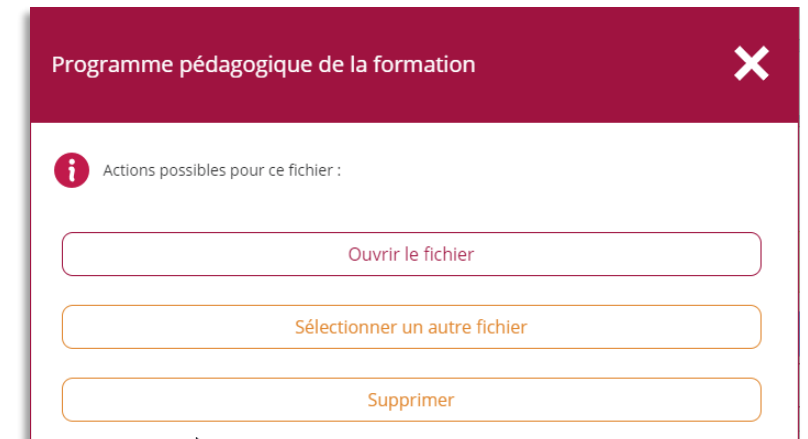 Programme pédagogique de la formation
Actions possibles pour ce fichier :
Ouvrir le fichier
Sélectionner un autre fichier
Supprimer